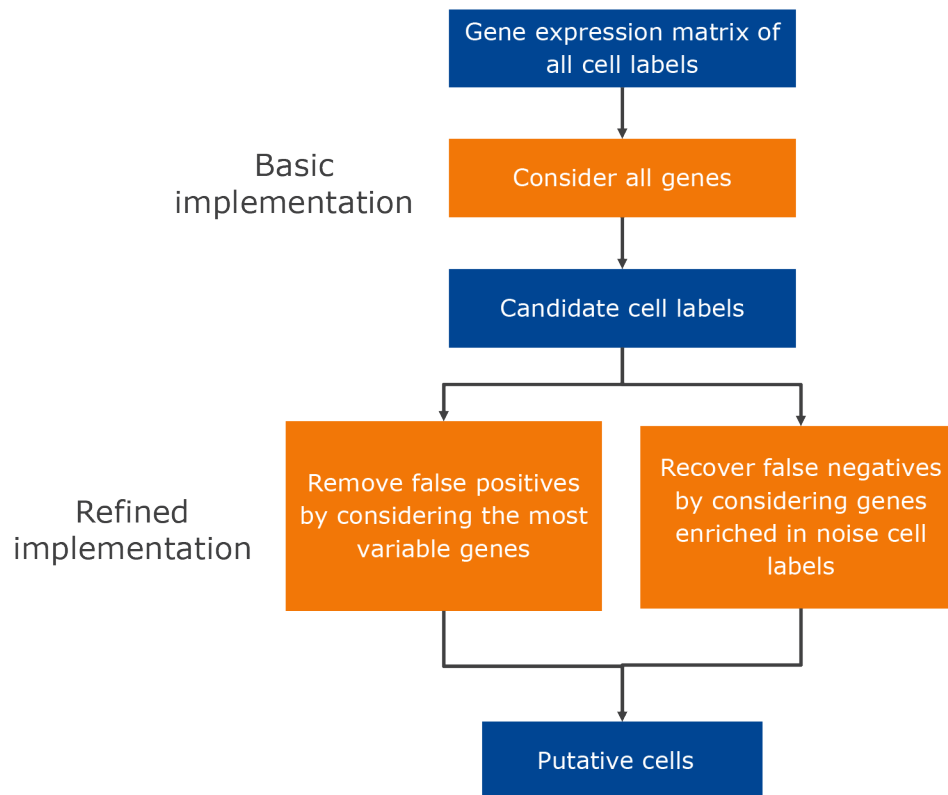 Gene expression matrix of
all cell labels
Basic
implementation
Consider all genes
Candidate cell labels
Refined
implementation
Remove false positives
by considering the most
variable genes
Recover false negatives
by considering genes
enriched in noise cell
labels
Putative cells